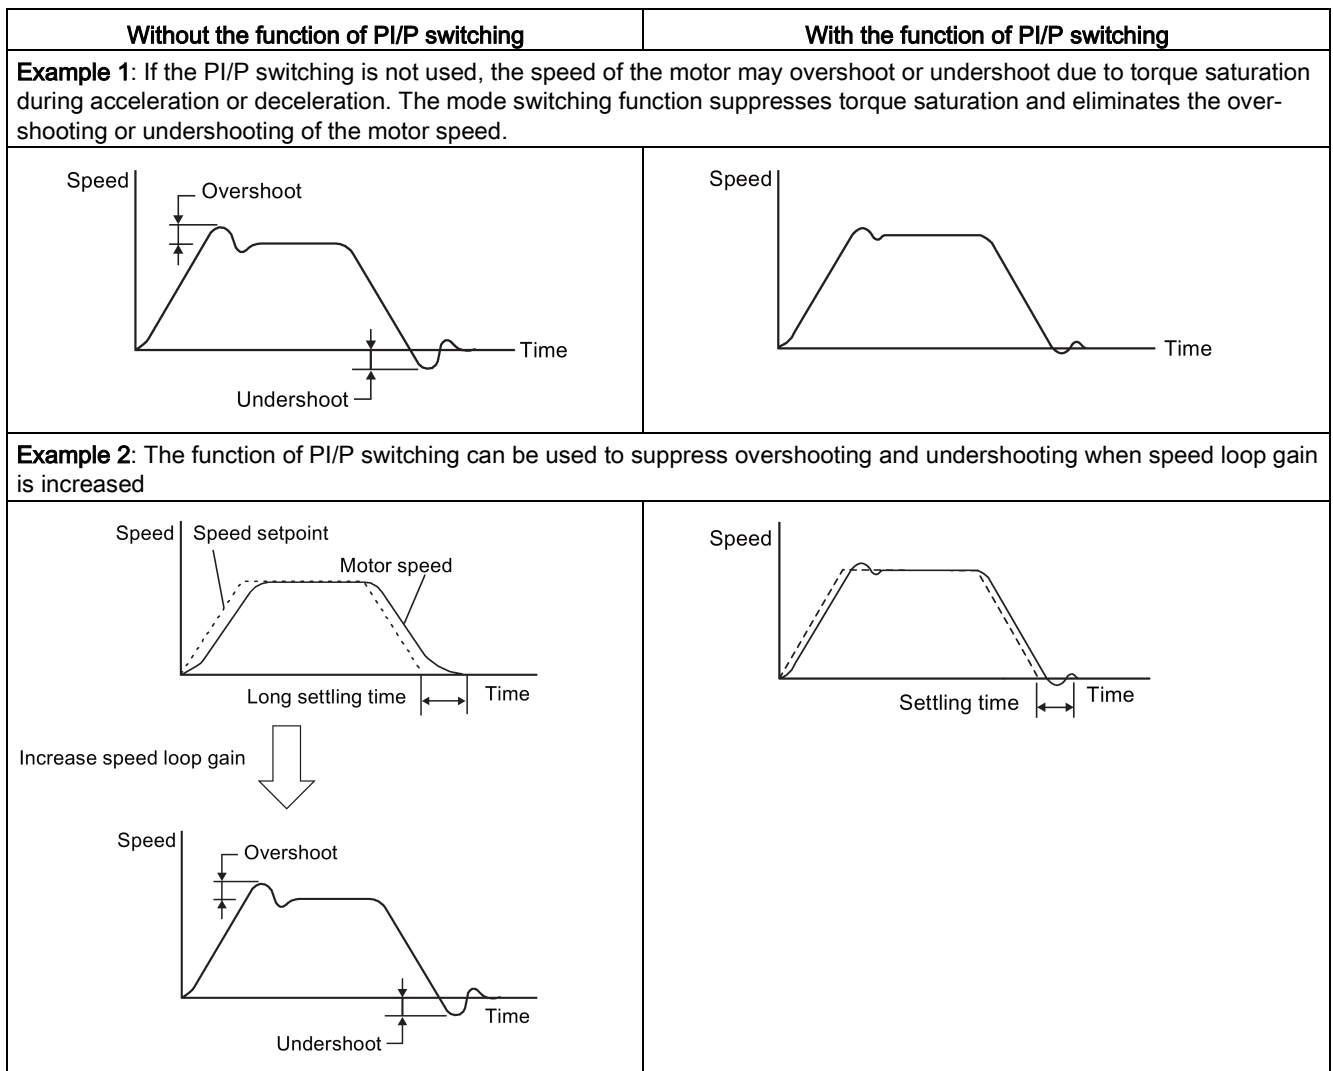 Without the function of PI/P switching
With the function of PI/P switching
Example 1: If the PI/P switching is not used, the speed of the motor may overshoot or undershoot due to torque saturation
during acceleration or deceleration. The mode switching function suppresses torque saturation and eliminates the over-
shooting or undershooting of the motor speed.
Speed
Overshoot
Time
Undershoot
Speed
Time
Example 2: The function of PI/P switching can be used to suppress overshooting and undershooting when speed loop gain
is increased
Speed
Speed setpoint
Motor speed
Long settling time
Time
Increase speed loop gain
Speed
Overshoot
Time
Undershoot
Speed
Settling time
Time